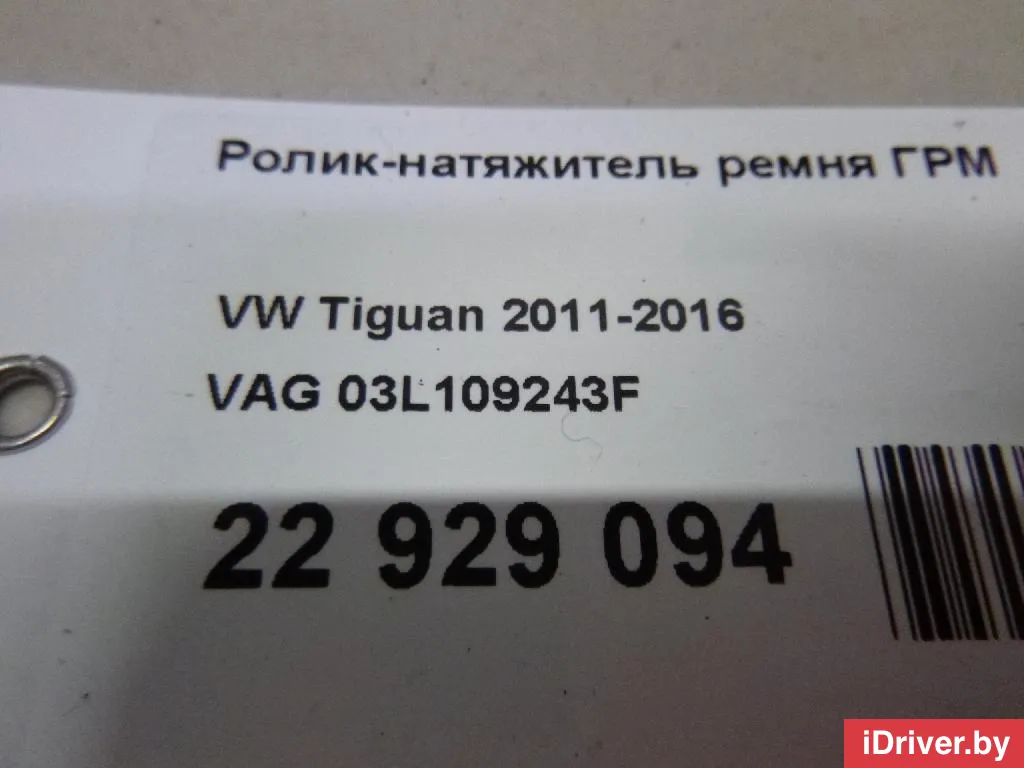 Ролик-натяжитель ремня ГРМ
VW Tiguan 2011-2016
VAG 03L109243F
22 929 094
iDriver.by